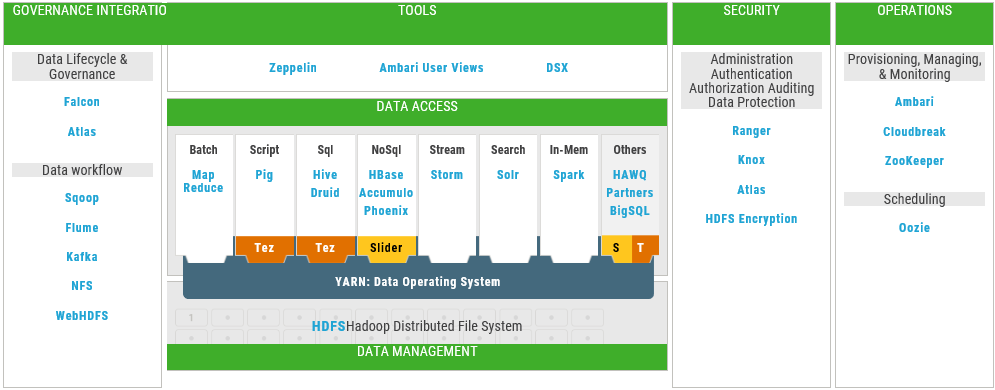 GOVERNANCE INTEGRATIO
Data Lifecycle &
Governance
Falcon
Atlas
Data workflow
Sqoop
Flume
Kafka
NFS
WebHDFS
TOOLS
Zeppelin
Ambari User Views
DSX
DATA ACCESS
Batch
Map
Reduce
Script
Pig
Tez
Sql
Hive
Druid
Tez
NoSql
HBase
Accumulo
Phoenix
Slider
Stream
Storm
Search
Solr
In-Mem
Spark
Others
HAWQ
Partners
BigSQL
S
T
YARN: Data Operating System
1
HDFSHadoop Distributed File System
DATA MANAGEMENT
SECURITY
Administration
Authentication
Authorization Auditing
Data Protection
Ranger
Knox
Atlas
HDFS Encryption
OPERATIONS
Provisioning, Managing,
& Monitoring
Ambari
Cloudbreak
ZooKeeper
Scheduling
Oozie